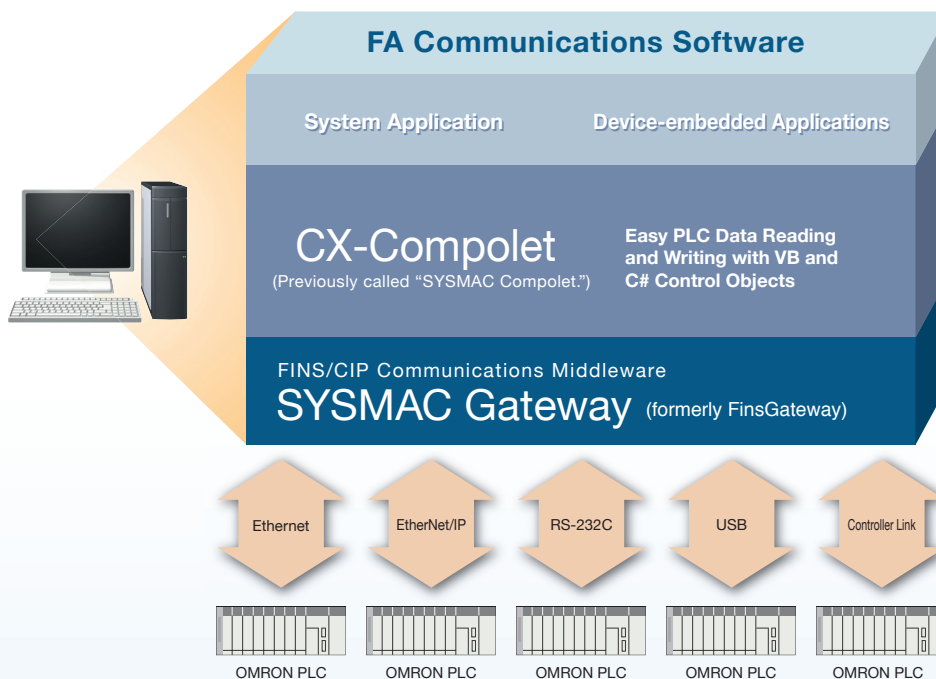 FA Communications Software
System Application
Device-embedded Applications
CX-Compolet
(Previously called “SYSMAC Compolet.”)
Easy PLC Data Reading
and Writing with VB and
C# Control Objects
FINS/CIP Communications Middleware
SYSMAC Gateway (formerly FinsGateway)
Ethernet
EtherNet/IP
RS-232C
USB
Controller Link
OMRON PLC
OMRON PLC
OMRON PLC
OMRON PLC
OMRON PLC